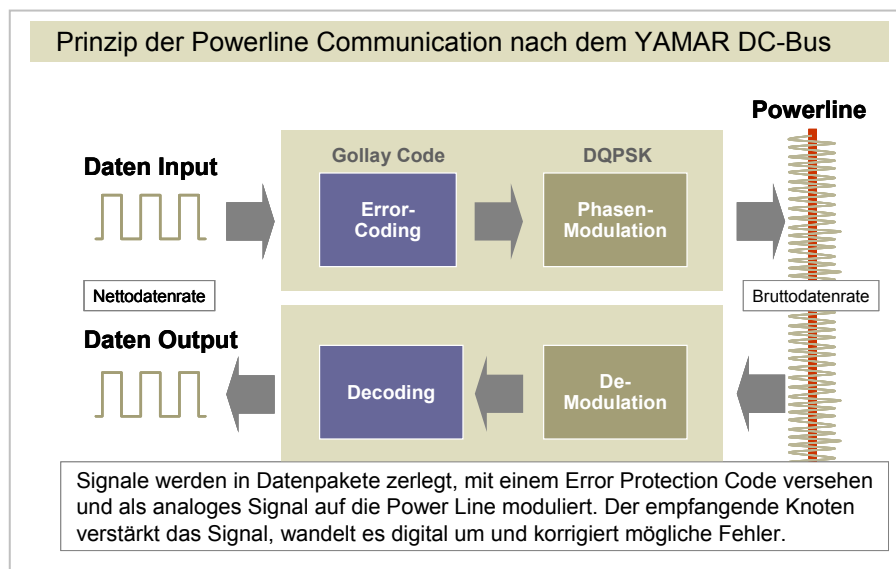 Prinzip der Powerline Communication nach dem YAMAR DC-Bus
Powerline
Gollay Code
DQPSK
Daten Input
Error-
Coding
Phasen-
Modulation
Nettodatenrate
Bruttodatenrate
Daten Output
Decoding
De-
Modulation
Signale werden in Datenpakete zerlegt, mit einem Error Protection Code versehen
und als analoges Signal auf die Power Line moduliert. Der empfangende Knoten
verstärkt das Signal, wandelt es digital um und korrigiert mögliche Fehler.